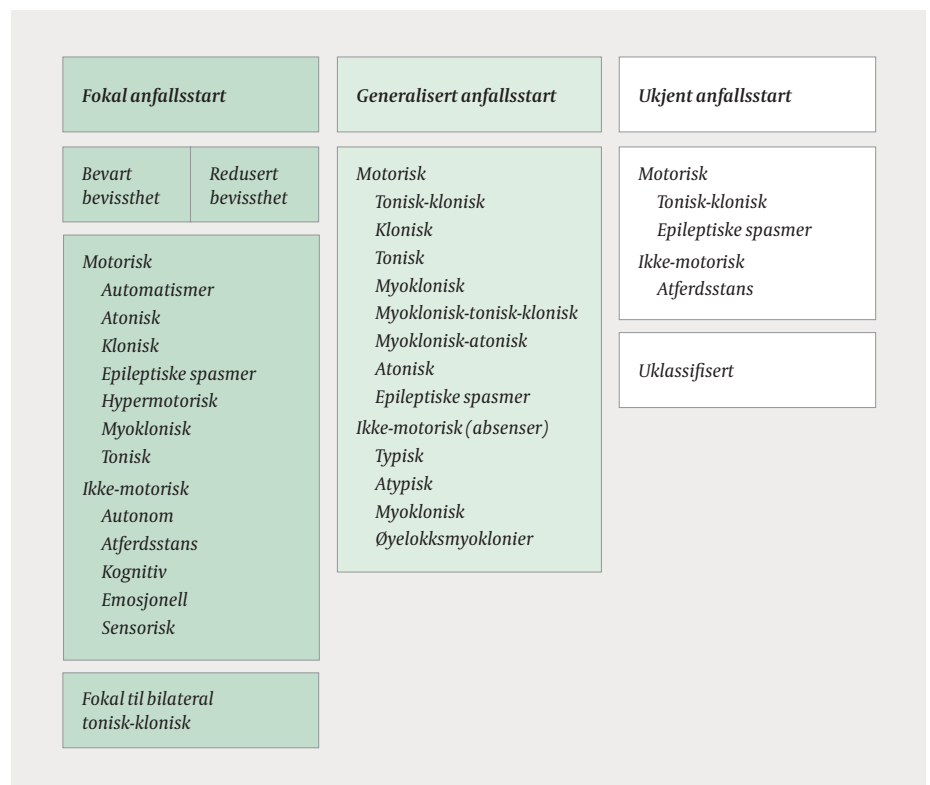 Fokal anfallsstart
Bevart
bevissthet
Redusert
bevissthet
Motorisk
Automatismer
Atonisk
Klonisk
Epileptiske spasmer
Hypermotorisk
Myoklonisk
Tonisk
Ikke-motorisk
Autonom
Atferdsstans
Kognitiv
Emosjonell
Sensorisk
Fokal til bilateral
tonisk-klonisk
Generalisert anfallsstart
Motorisk
Tonisk-klonisk
Klonisk
Tonisk
Myoklonisk
Myoklonisk-tonisk-klonisk
Myoklonisk-atonisk
Atonisk
Epileptiske spasmer
Ikke-motorisk (absenser)
Typisk
Atypisk
Myoklonisk
Øyelokksmyoklonier
Ukjent anfallsstart
Motorisk
Tonisk-klonisk
Epileptiske spasmer
Ikke-motorisk
Atferdsstans
Uklassifisert